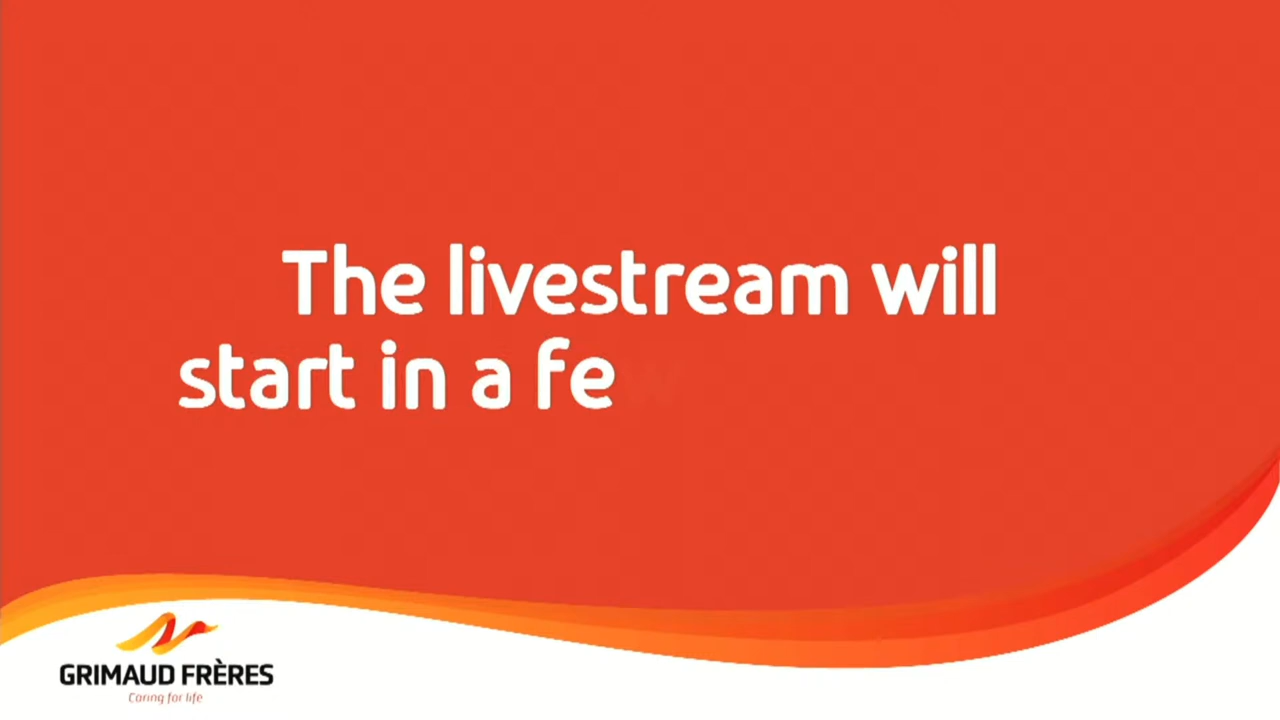 The livestream will
start in a fe
GRIMAUD FRÈRES
Caring for life